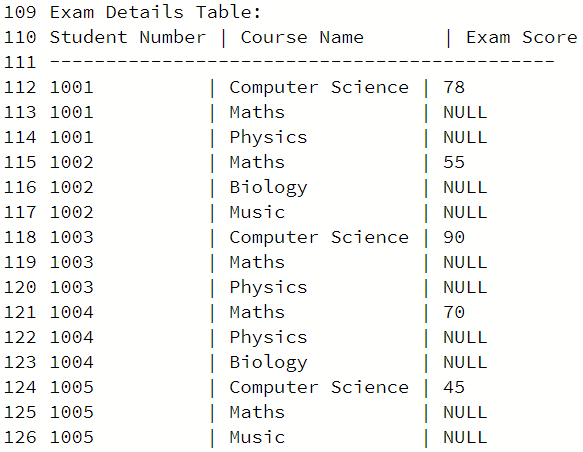 109 Exam Details Table:
110 Student Number | Course Name       | Exam Score
111 ---------------------------------------------
112 1001          | Computer Science | 78
113 1001          | Maths            | NULL
114 1001          | Physics          | NULL
115 1002          | Maths            | 55
116 1002          | Biology          | NULL
117 1002          | Music            | NULL
118 1003          | Computer Science | 90
119 1003          | Maths            | NULL
120 1003          | Physics          | NULL
121 1004          | Maths            | 70
122 1004          | Physics          | NULL
123 1004          | Biology          | NULL
124 1005          | Computer Science | 45
125 1005          | Maths            | NULL
126 1005          | Music            | NULL